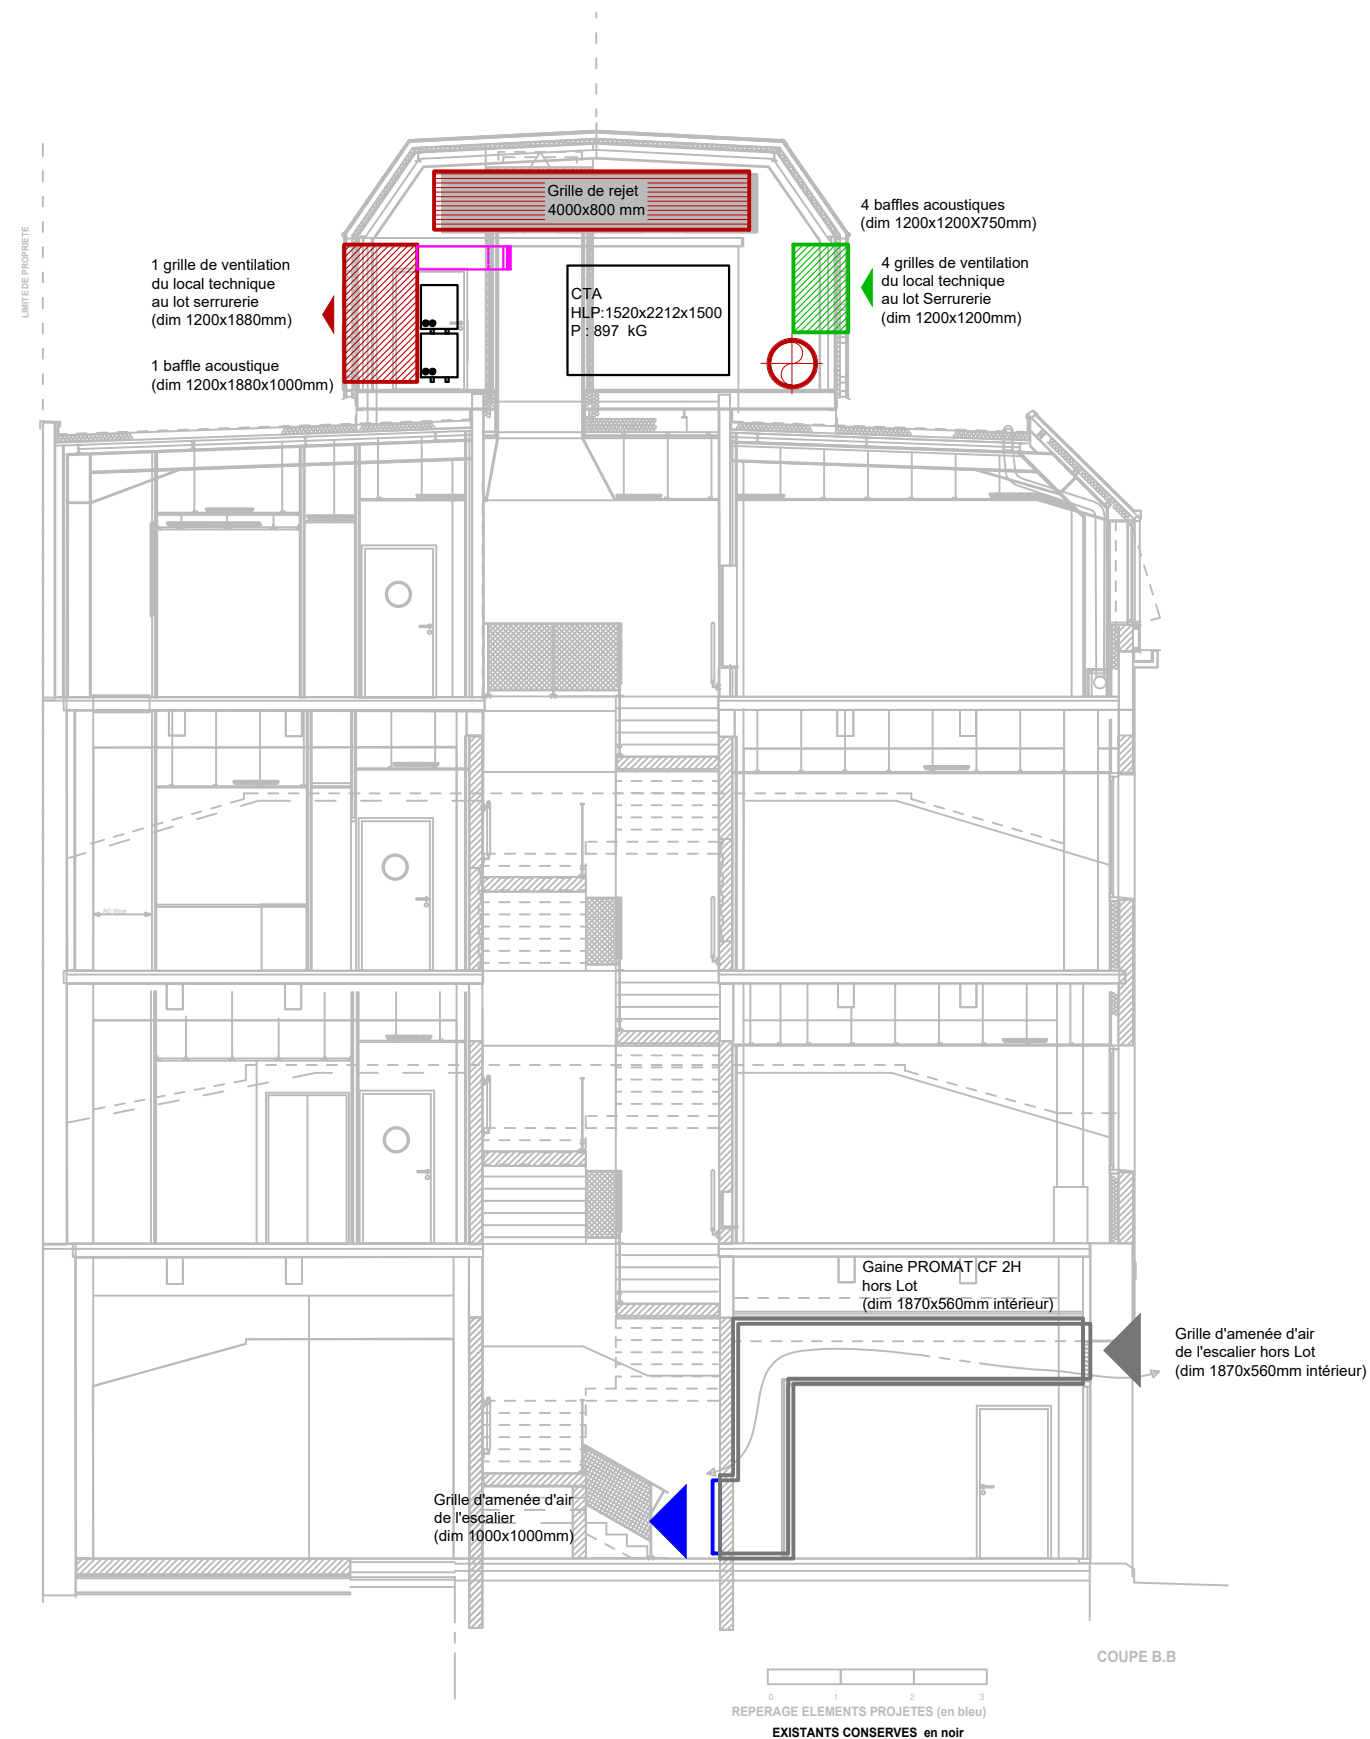 LIMITE DE PROPRIETE
Grille de rejet
4000x800 mm
4 baffles acoustiques
(dim 1200x1200X750mm)
1 grille de ventilation
du local technique
au lot serrurerie
(dim 1200x1880mm)
4 grilles de ventilation
du local technique
au lot Serrurerie
(dim 1200x1200mm)
CTA
HLP:1520x2212x1500
P : 897 kG
1 baffle acoustique
(dim 1200x1880x1000mm)
80 libre
Gaine PROMAT CF 2H
hors Lot
(dim 1870x560mm intérieur)
Grille d'amenée d'air
de l'escalier hors Lot
(dim 1870x560mm intérieur)
Grille d'amenée d'air
de l'escalier
(dim 1000x1000mm)
COUPE B.B
0 1 2 3
REPERAGE ELEMENTS PROJETES (en bleu)
EXISTANTS CONSERVES en noir